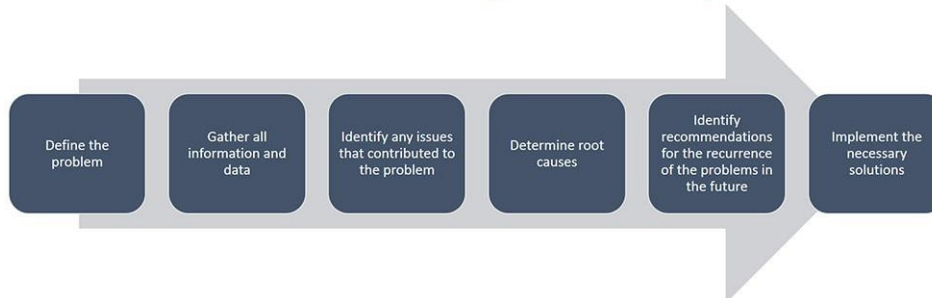 Define the
problem
Gather all
information and
data
Identify any issues
that contributed to
the problem
Determine root
causes
Identify
recommendations
for the recurrence
of the problems in
the future
Implement the
necessary
solutions